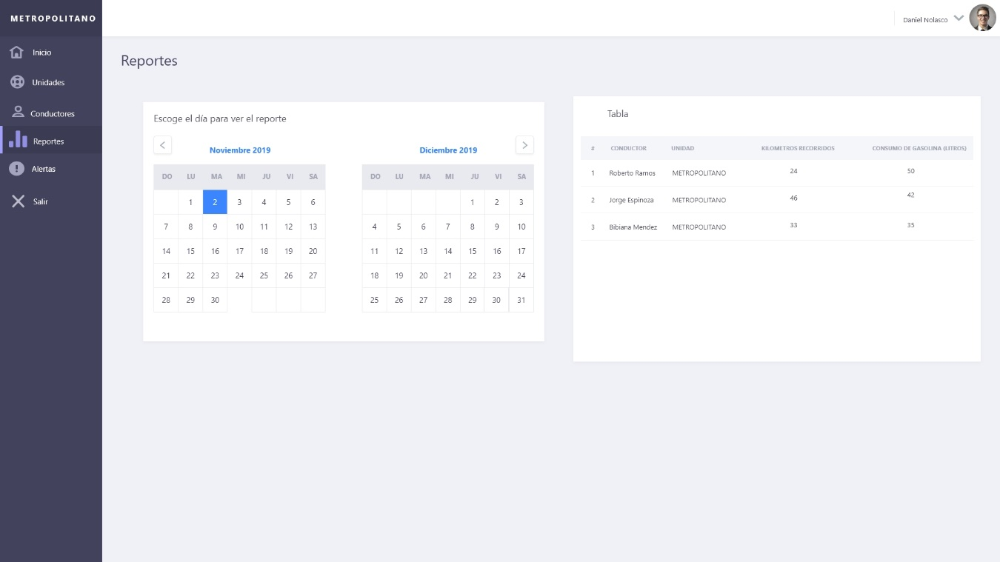 METROPOLITANO
Daniel Nolasco
Inicio
Unidades
Conductores
Reportes
Alertas
Salir
Reportes
Escoge el día para ver el reporte
Noviembre 2019
DO LU MA MI JU VI SA
1 2 3 4 5 6
7 8 9 10 11 12 13
14 15 16 17 18 19 20
21 22 23 24 25 26 27
28 29 30
Diciembre 2019
DO LU MA MI JU VI SA
1 2 3
4 5 6 7 8 9 10
11 12 13 14 15 16 17
18 19 20 21 22 23 24
25 26 27 28 29 30 31
Tabla
# CONDUCTOR UNIDAD KILOMETROS RECORRIDOS CONSUMO DE GASOLINA (LITROS)
1 Roberto Ramos METROPOLITANO 24 50
2 Jorge Espinoza METROPOLITANO 46 42
3 Bibiana Mendez METROPOLITANO 33 35